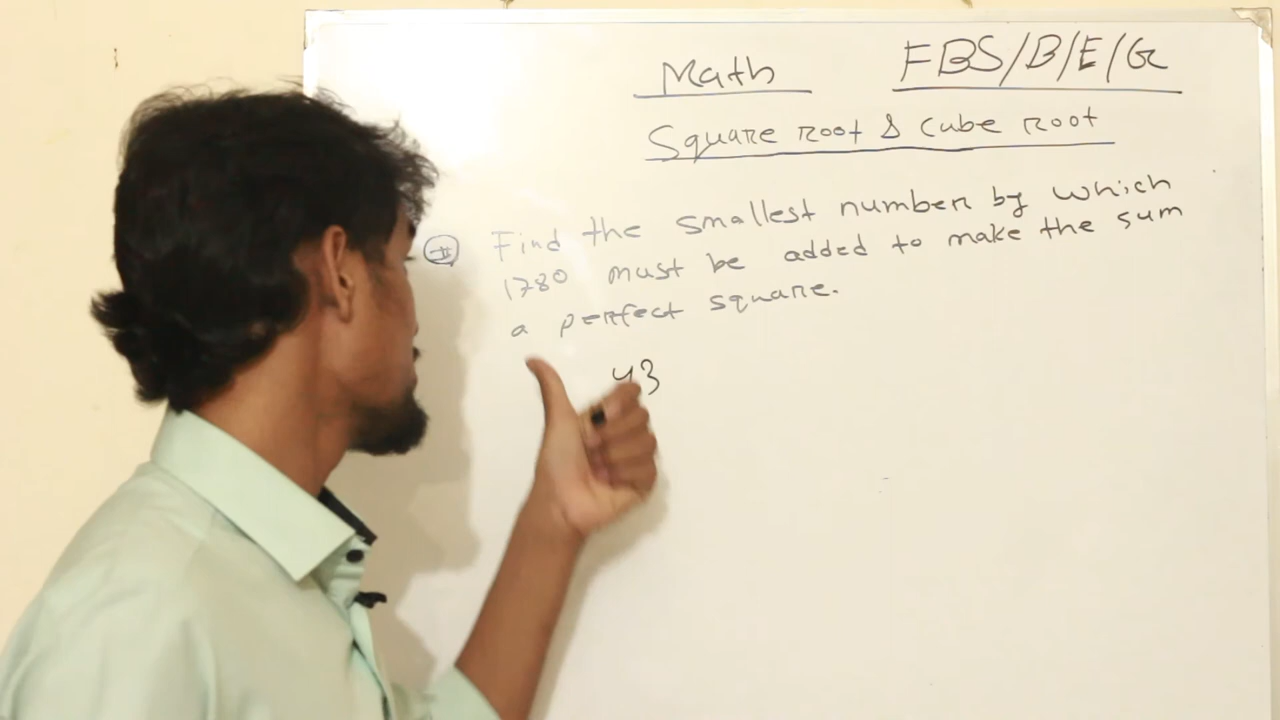 Math
FBS/B/E/G
Square root & cube root
# Find the smallest number by which
1780 must be added to make the sum
a perfect square.
43